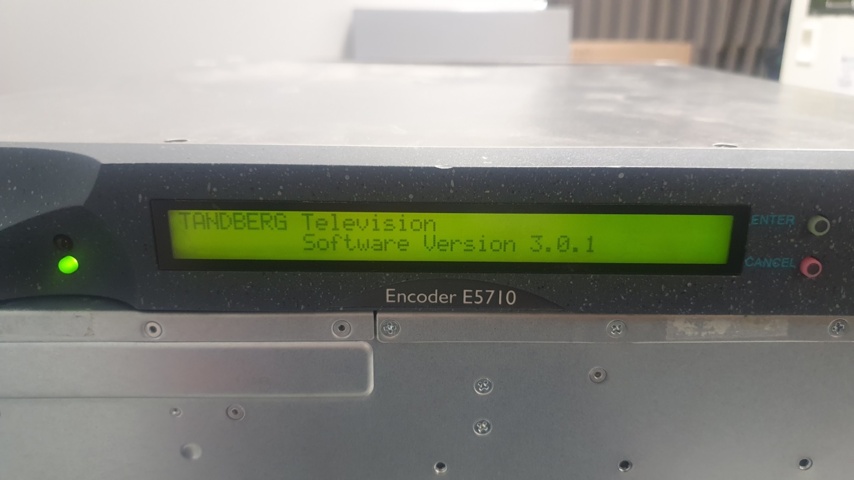 TANDBERG Television
Software Version 3.0.1
ENTER
CANCEL
Encoder E5710